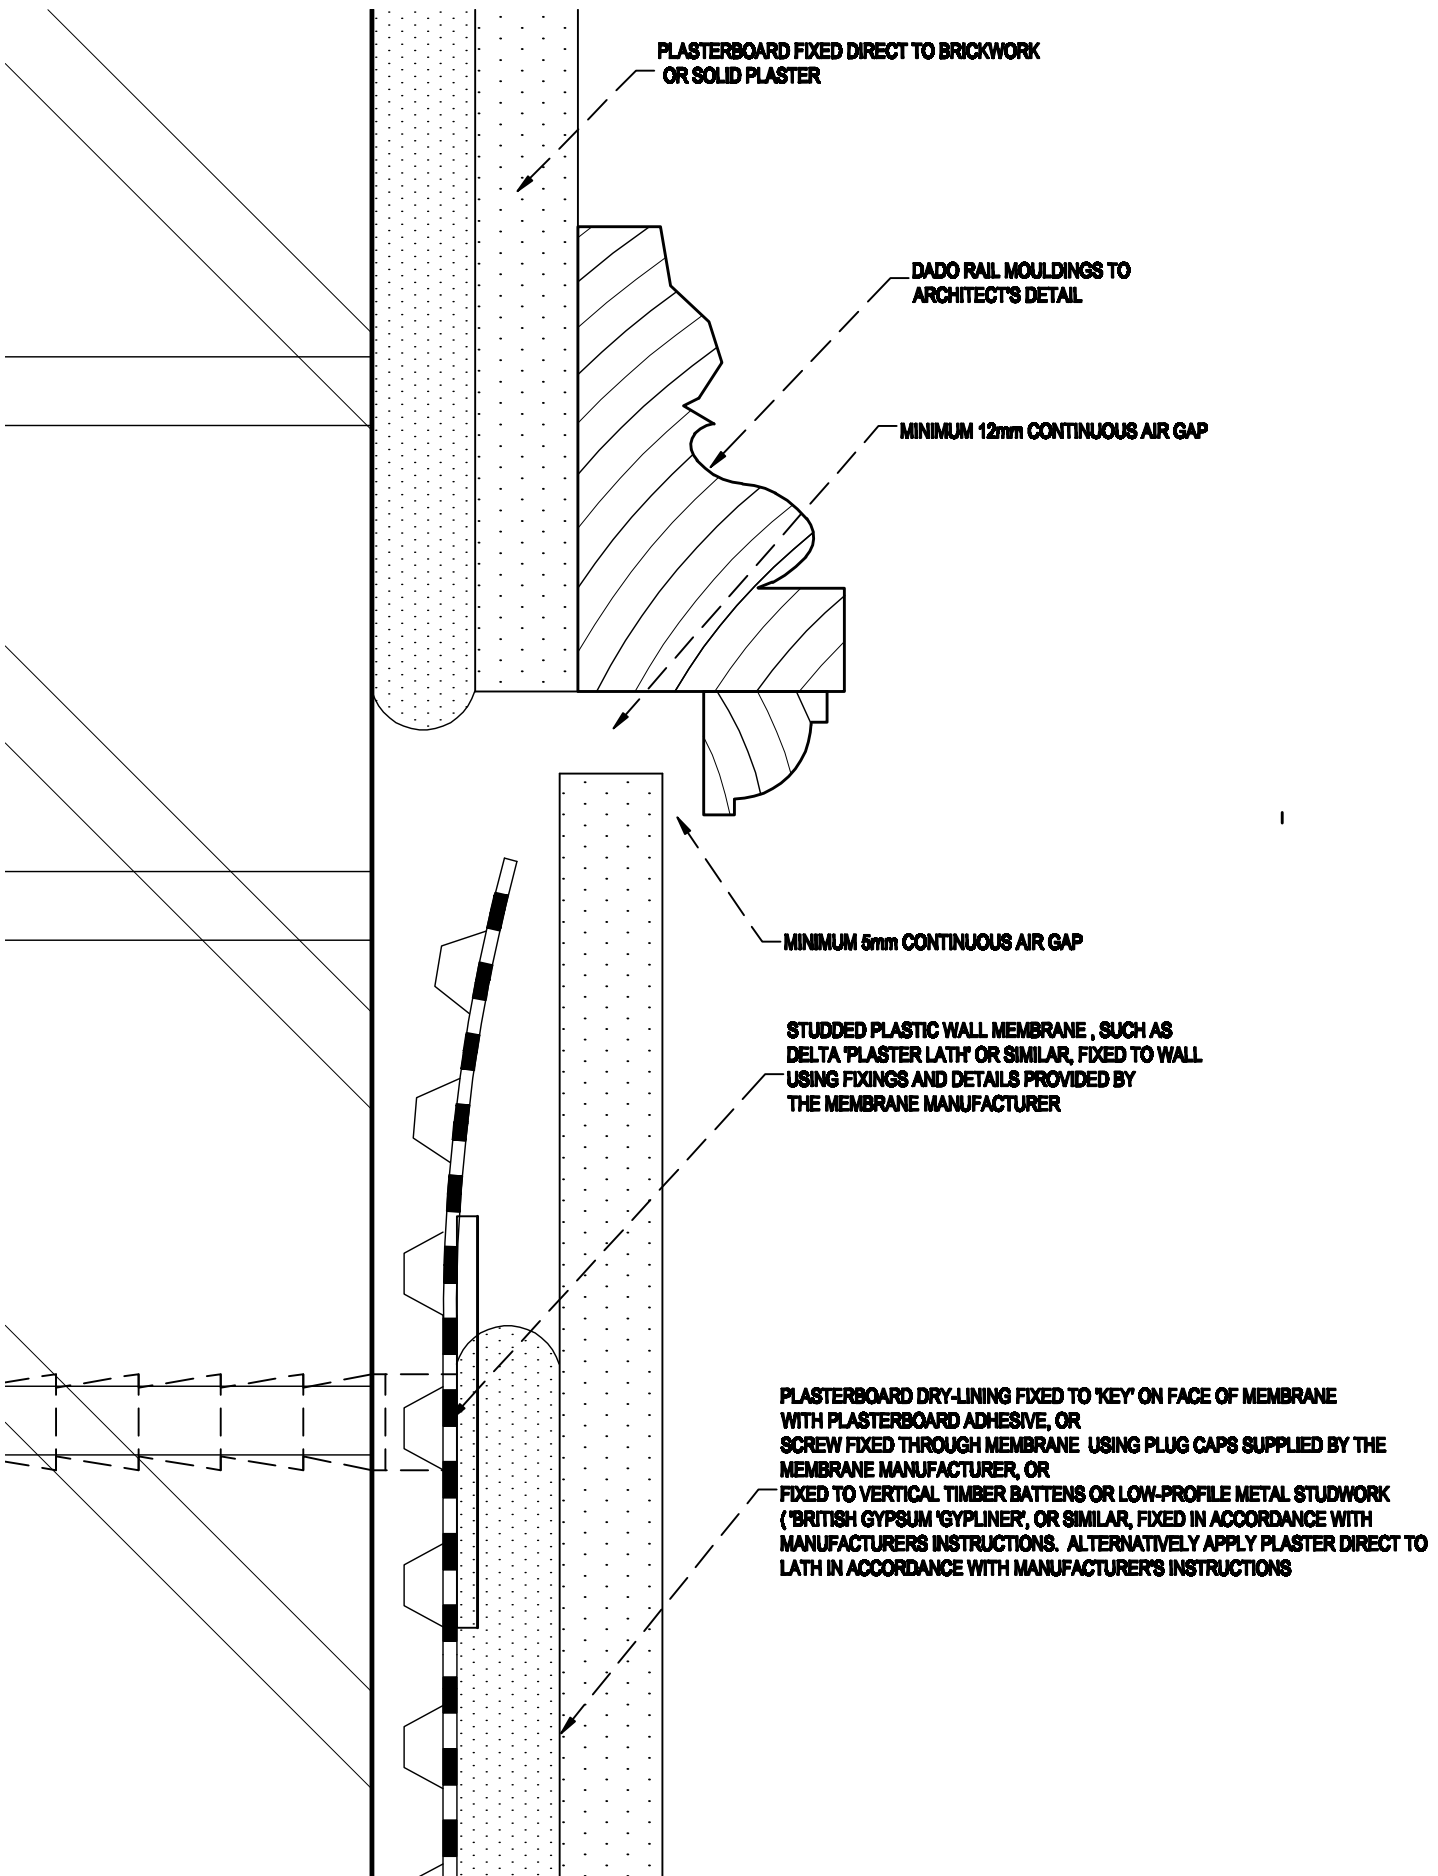 PLASTERBOARD FIXED DIRECT TO BRICKWORK
OR SOLID PLASTER
DADO RAIL MOULDINGS TO
ARCHITECT'S DETAIL
MINIMUM 12mm CONTINUOUS AIR GAP
MINIMUM 5mm CONTINUOUS AIR GAP
STUDDED PLASTIC WALL MEMBRANE , SUCH AS
DELTA 'PLASTER LATH' OR SIMILAR, FIXED TO WALL
USING FIXINGS AND DETAILS PROVIDED BY
THE MEMBRANE MANUFACTURER
PLASTERBOARD DRY-LINING FIXED TO 'KEY' ON FACE OF MEMBRANE
WITH PLASTERBOARD ADHESIVE, OR
SCREW FIXED THROUGH MEMBRANE USING PLUG CAPS SUPPLIED BY THE
MEMBRANE MANUFACTURER, OR
FIXED TO VERTICAL TIMBER BATTENS OR LOW-PROFILE METAL STUDWORK
( 'BRITISH GYPSUM 'GYPLINER', OR SIMILAR, FIXED IN ACCORDANCE WITH
MANUFACTURERS INSTRUCTIONS. ALTERNATIVELY APPLY PLASTER DIRECT TO
LATH IN ACCORDANCE WITH MANUFACTURER'S INSTRUCTIONS